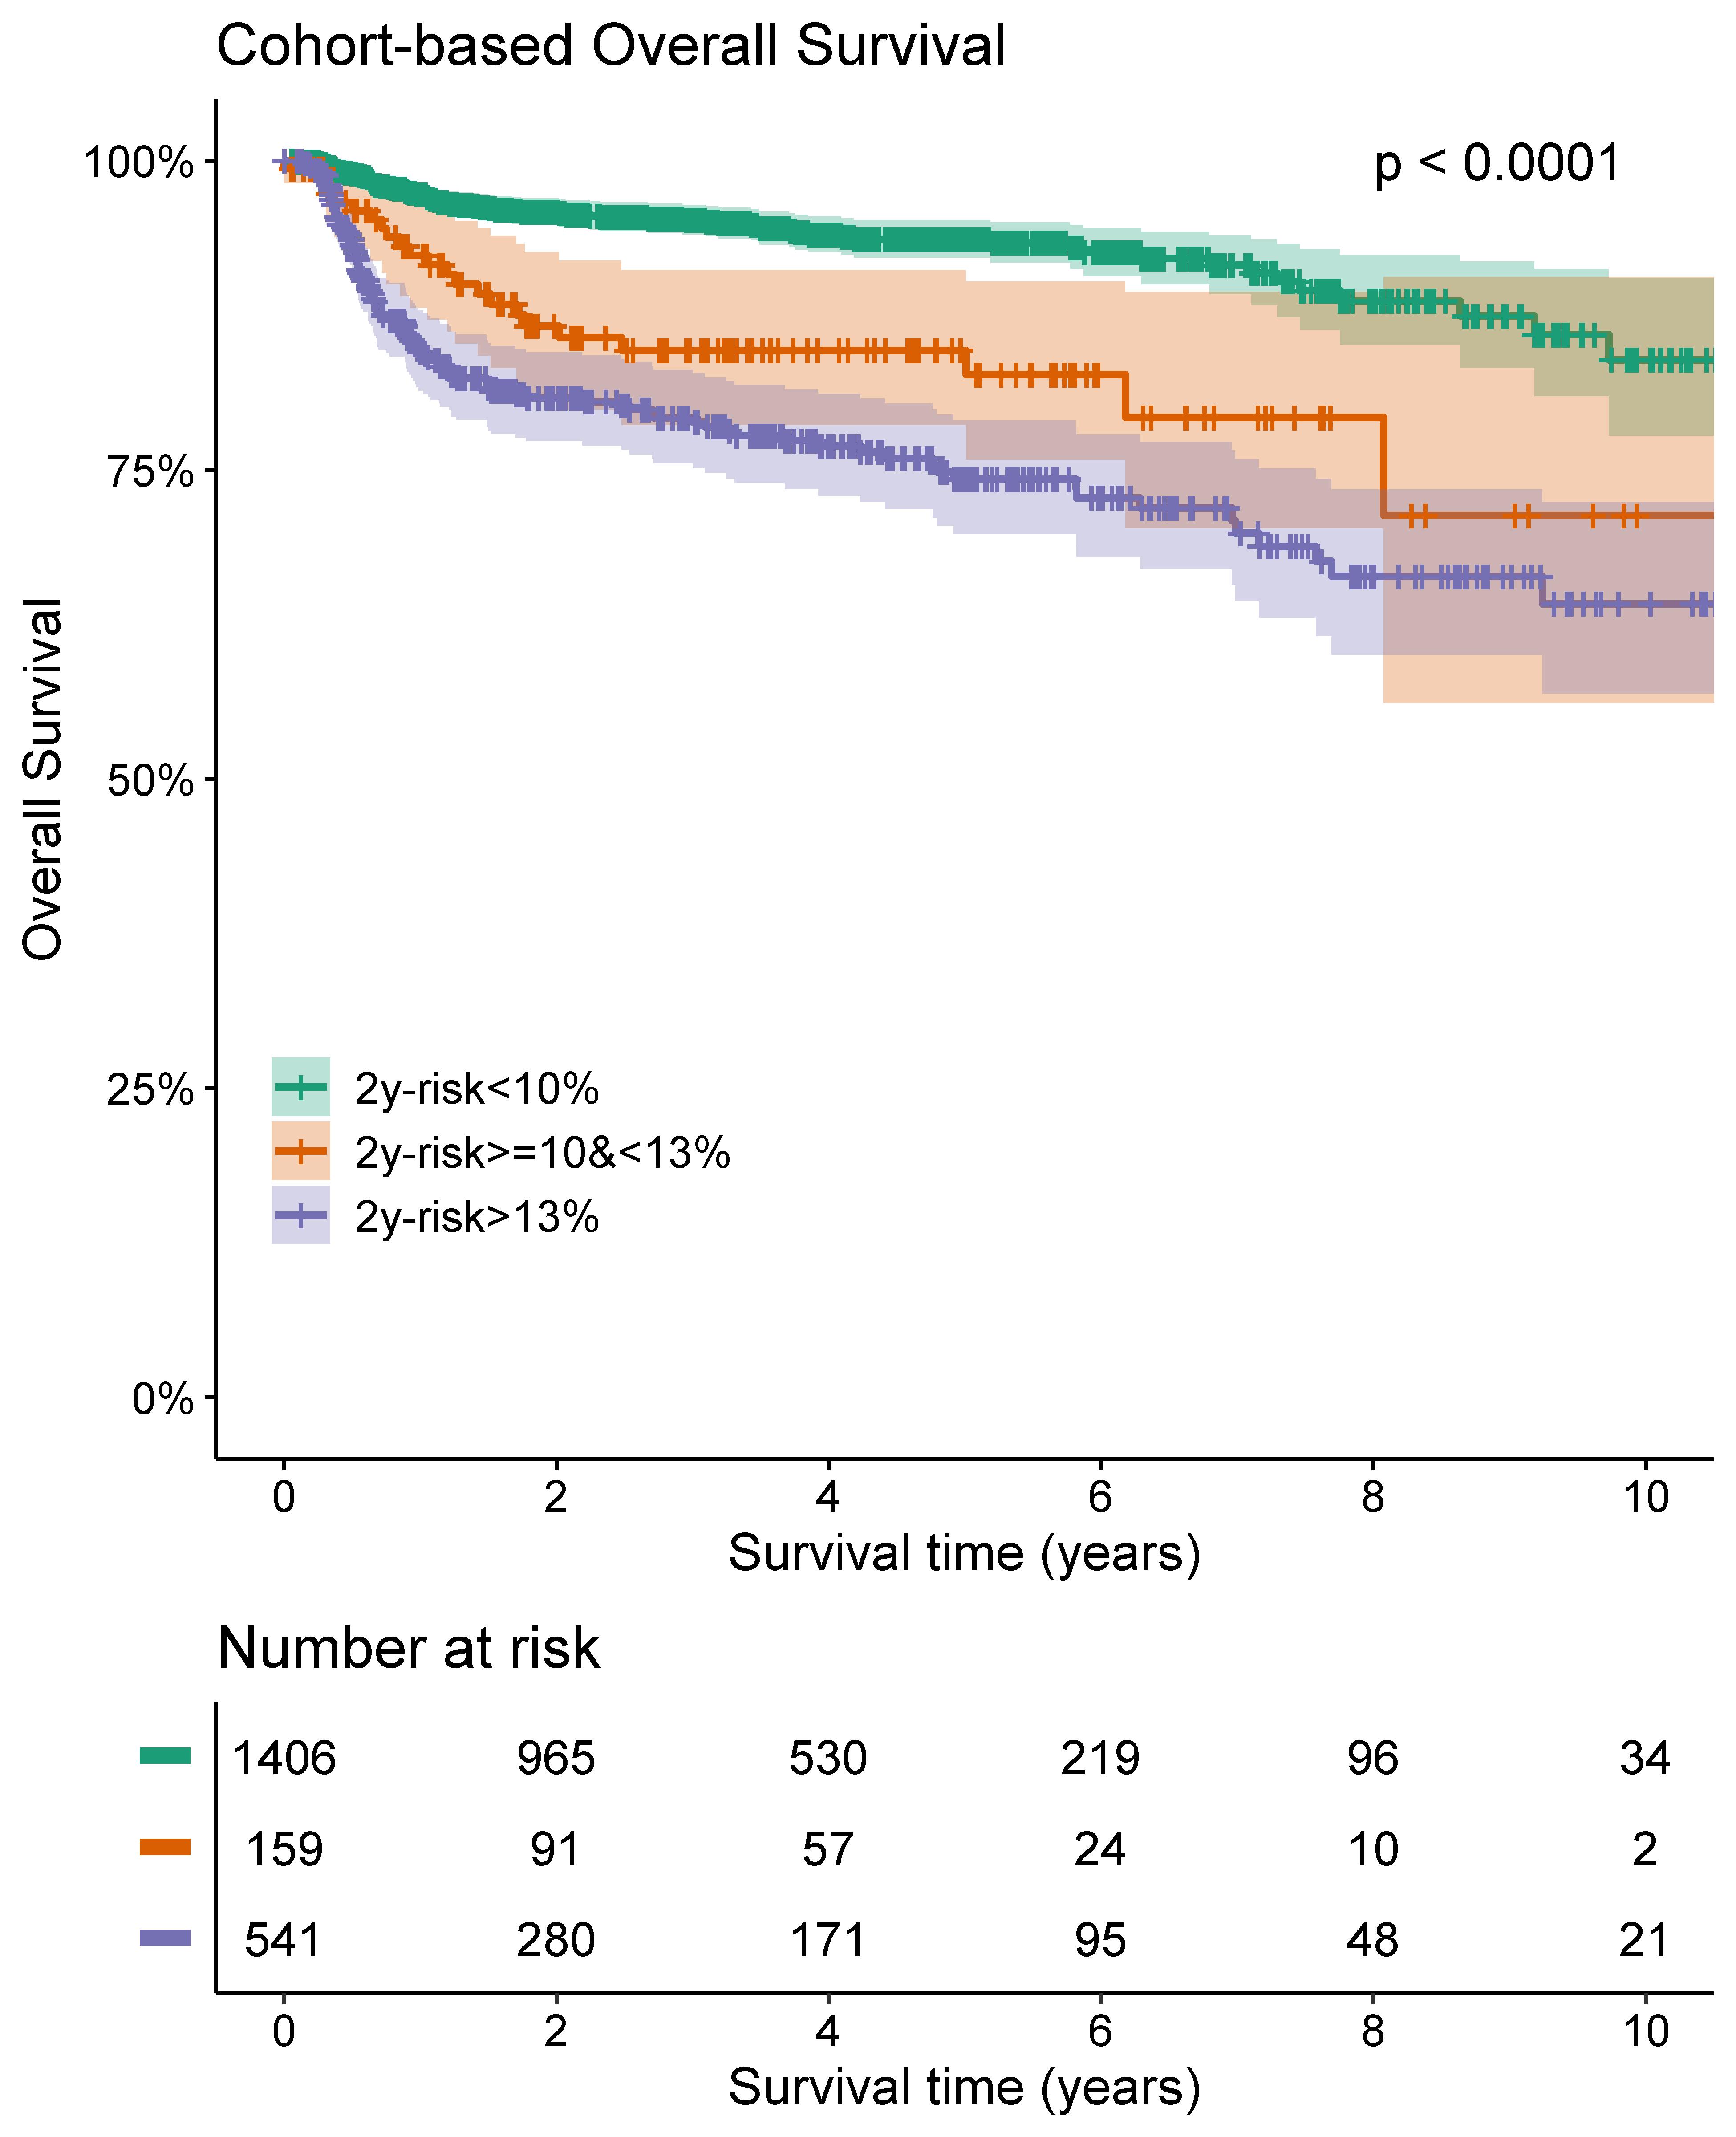 Cohort-based Overall Survival
p < 0.0001
100%
75%
50%
25%
0%
Overall Survival
2y-risk<10%
2y-risk>=10&<13%
2y-risk>13%
0 2 4 6 8 10
Survival time (years)
Number at risk
1406 965 530 219 96 34
159 91 57 24 10 2
541 280 171 95 48 21
0 2 4 6 8 10
Survival time (years)